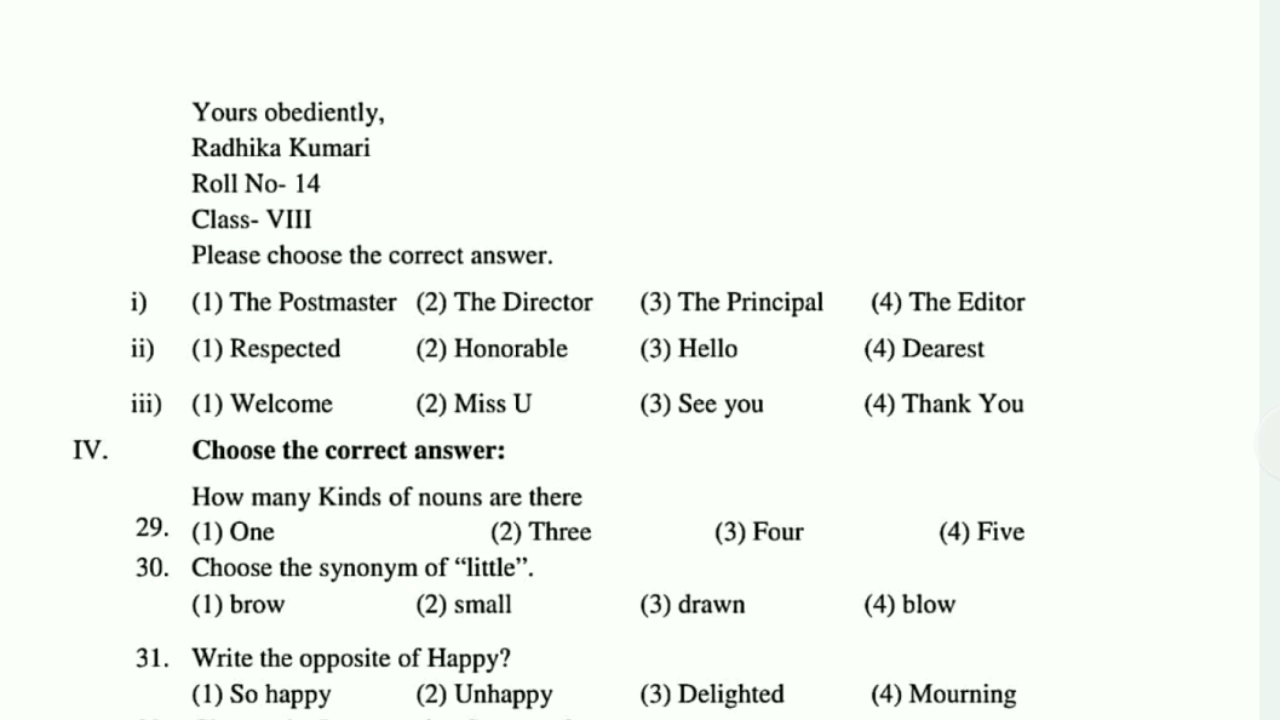 Yours obediently,
Radhika Kumari
Roll No- 14
Class- VIII
Please choose the correct answer.
i) (1) The Postmaster (2) The Director (3) The Principal (4) The Editor
ii) (1) Respected (2) Honorable (3) Hello (4) Dearest
iii) (1) Welcome (2) Miss U (3) See you (4) Thank You
IV. Choose the correct answer:
How many Kinds of nouns are there
29. (1) One (2) Three (3) Four (4) Five
30. Choose the synonym of “little”.
(1) brow (2) small (3) drawn (4) blow
31. Write the opposite of Happy?
(1) So happy (2) Unhappy (3) Delighted (4) Mourning